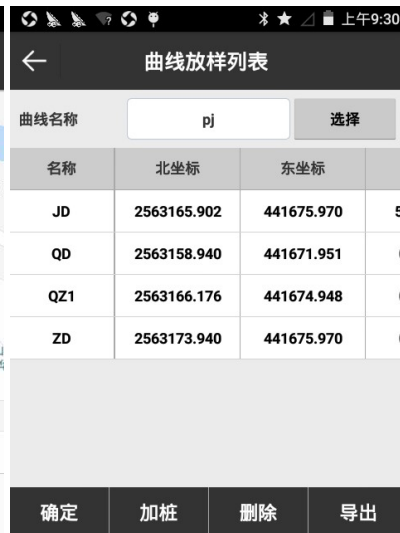 上午9:30
曲线放样列表
曲线名称 pj 选择
名称 北坐标 东坐标
JD 2563165.902 441675.970 5
QD 2563158.940 441671.951
QZ1 2563166.176 441674.948
ZD 2563173.940 441675.970
确定 加桩 删除 导出